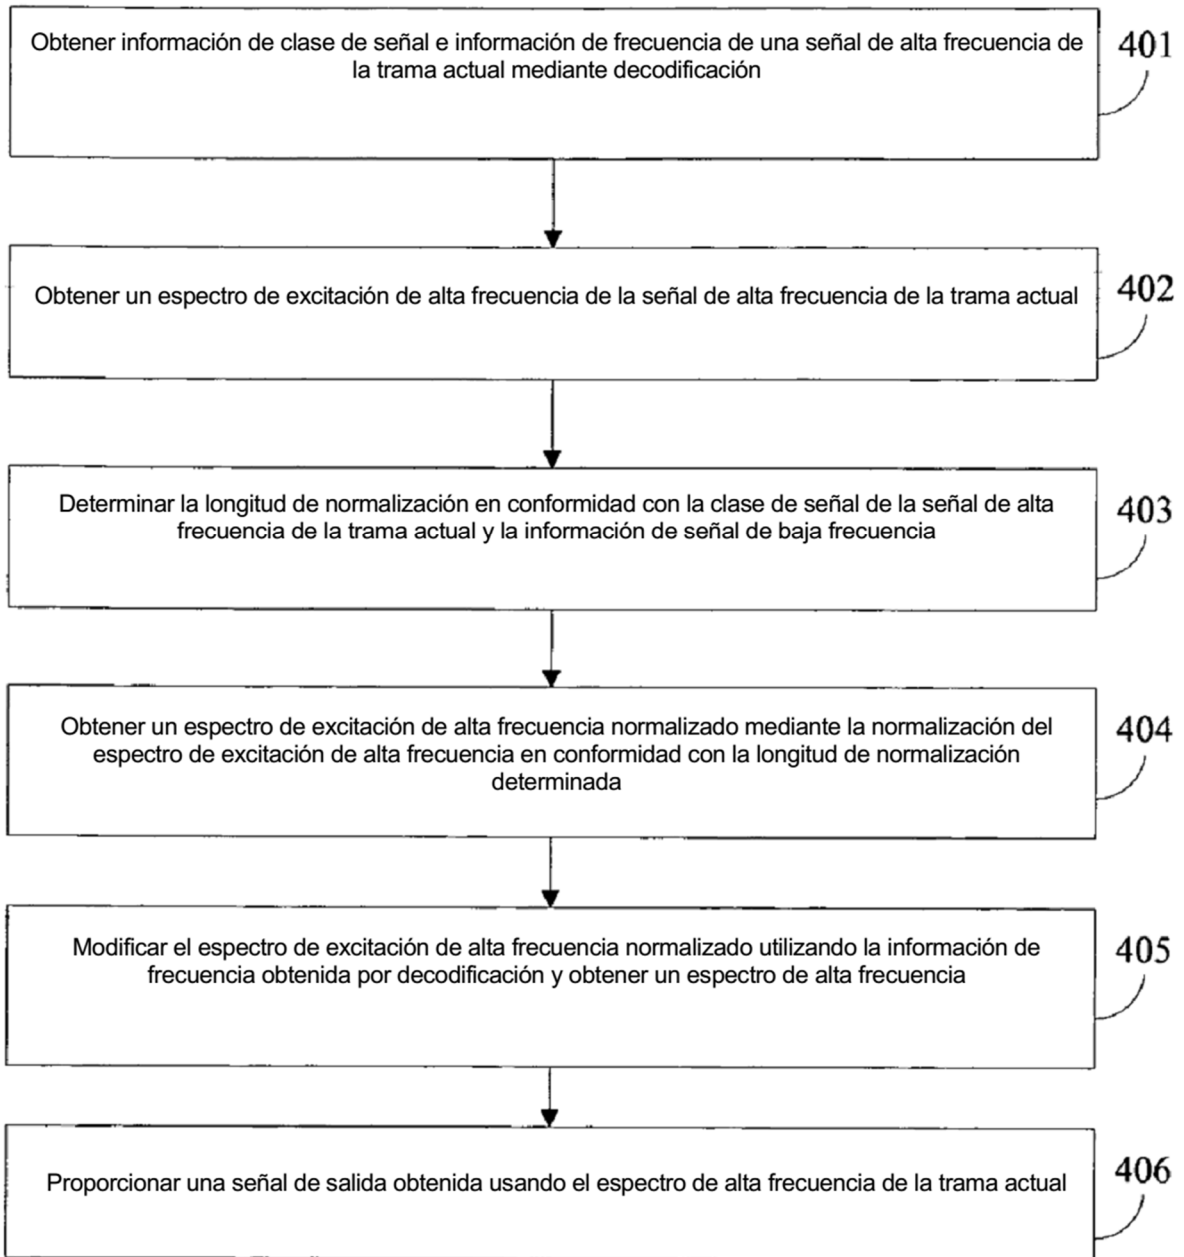 Obtener información de clase de señal e información de frecuencia de una señal de alta frecuencia de
la trama actual mediante decodificación
401
Obtener un espectro de excitación de alta frecuencia de la señal de alta frecuencia de la trama actual
402
Determinar la longitud de normalización en conformidad con la clase de señal de la señal de alta
frecuencia de la trama actual y la información de señal de baja frecuencia
403
Obtener un espectro de excitación de alta frecuencia normalizado mediante la normalización del
espectro de excitación de alta frecuencia en conformidad con la longitud de normalización
determinada
404
Modificar el espectro de excitación de alta frecuencia normalizado utilizando la información de
frecuencia obtenida por decodificación y obtener un espectro de alta frecuencia
405
Proporcionar una señal de salida obtenida usando el espectro de alta frecuencia de la trama actual
406